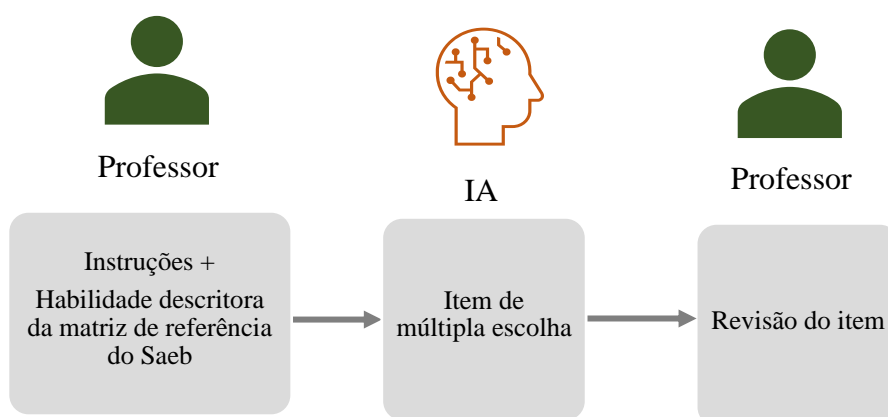 Professor
IA
Professor
Instruções +
Habilidade descritora
da matriz de referência
do Saeb
Item de
múltipla escolha
Revisão do item